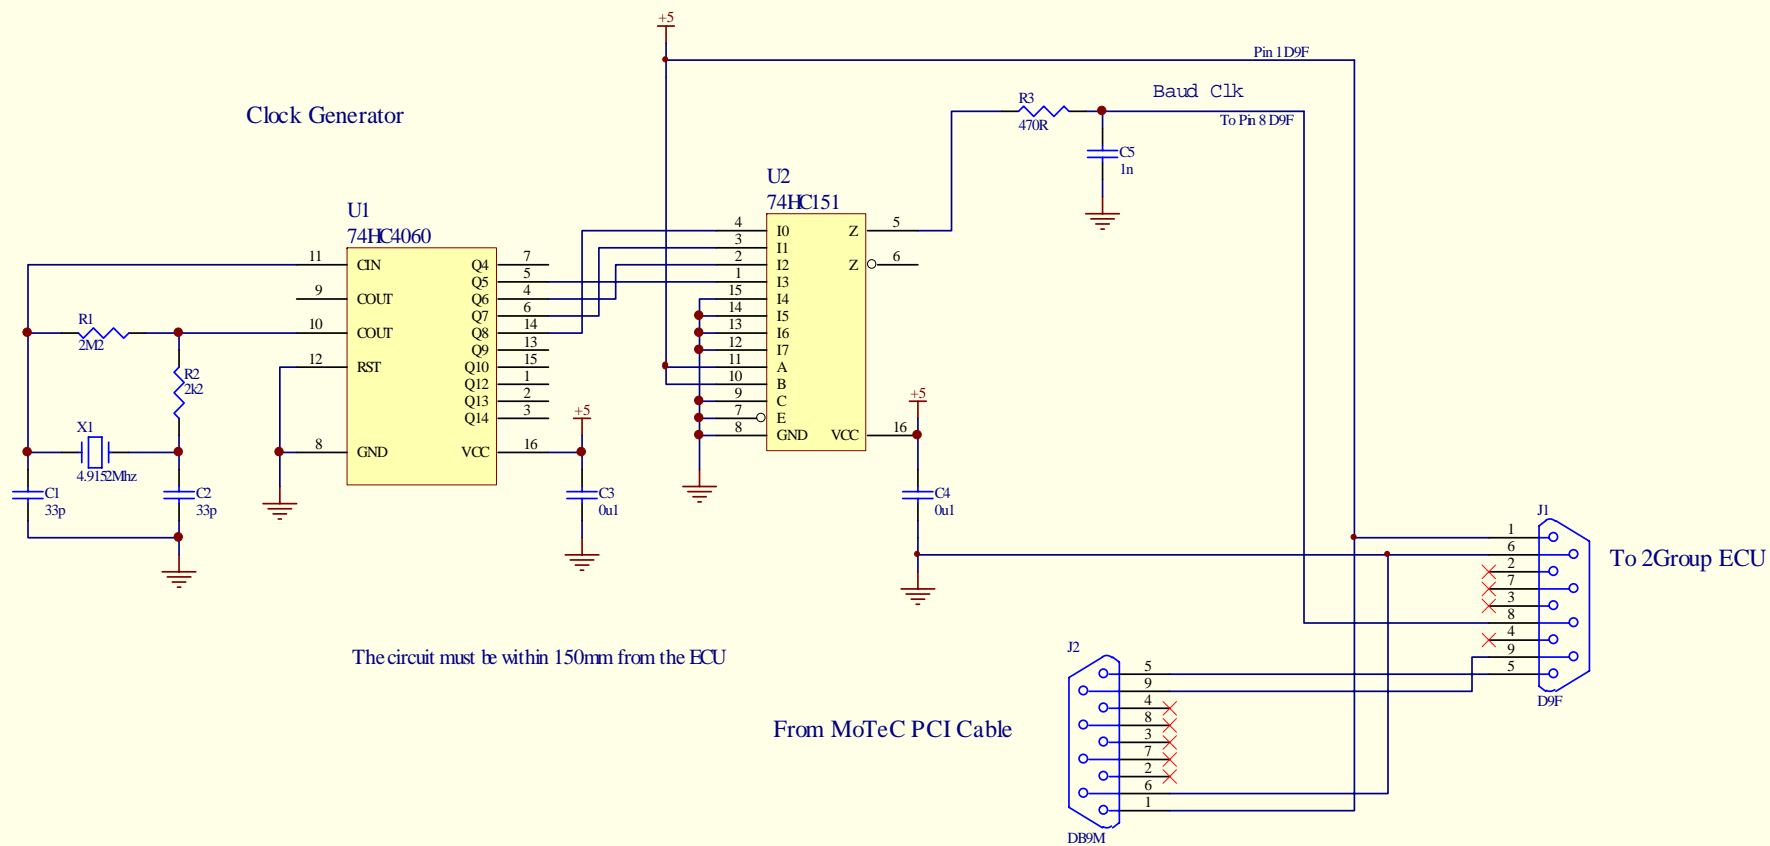 +5
Pin 1 D9F
Clock Generator
R3
470R
Baud Clk
To Pin 8 D9F
C5
1n
U1
74HC4060
11 CIN
9 COUT
10 COUT
12 RST
8 GND
Q4 7
Q5 5
Q6 4
Q7 6
Q8 14
Q9 13
Q10 15
Q12 1
Q13 2
Q14 3
VCC 16
R1
2M2
R2
2k2
X1
4.9152Mhz
C1
33p
C2
33p
+5
C3
0u1
U2
74HC151
4 I0
3 I1
2 I2
1 I3
15 I4
14 I5
13 I6
12 I7
11 A
10 B
9 C
7 E
8 GND
Z 5
Z 6
VCC 16
+5
C4
0u1
The circuit must be within 150mm from the ECU
J1
1
6
2
7
3
8
4
9
5
D9F
To 2Group ECU
From MoTeC PCI Cable
J2
5
9
4
8
3
7
2
6
1
DB9M